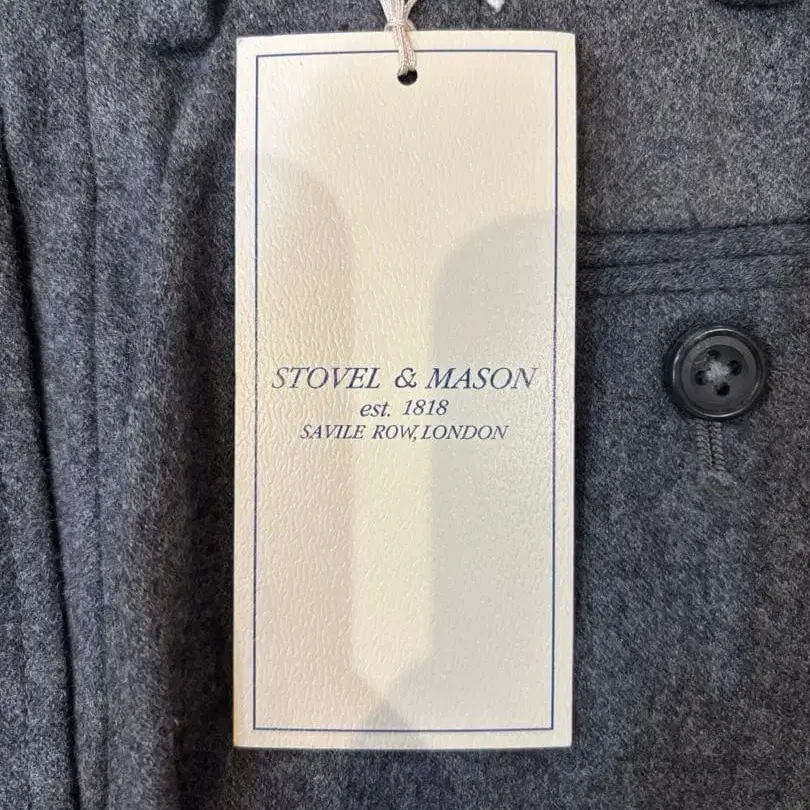 STOVEL & MASON
est. 1818
SAVILE ROW, LONDON